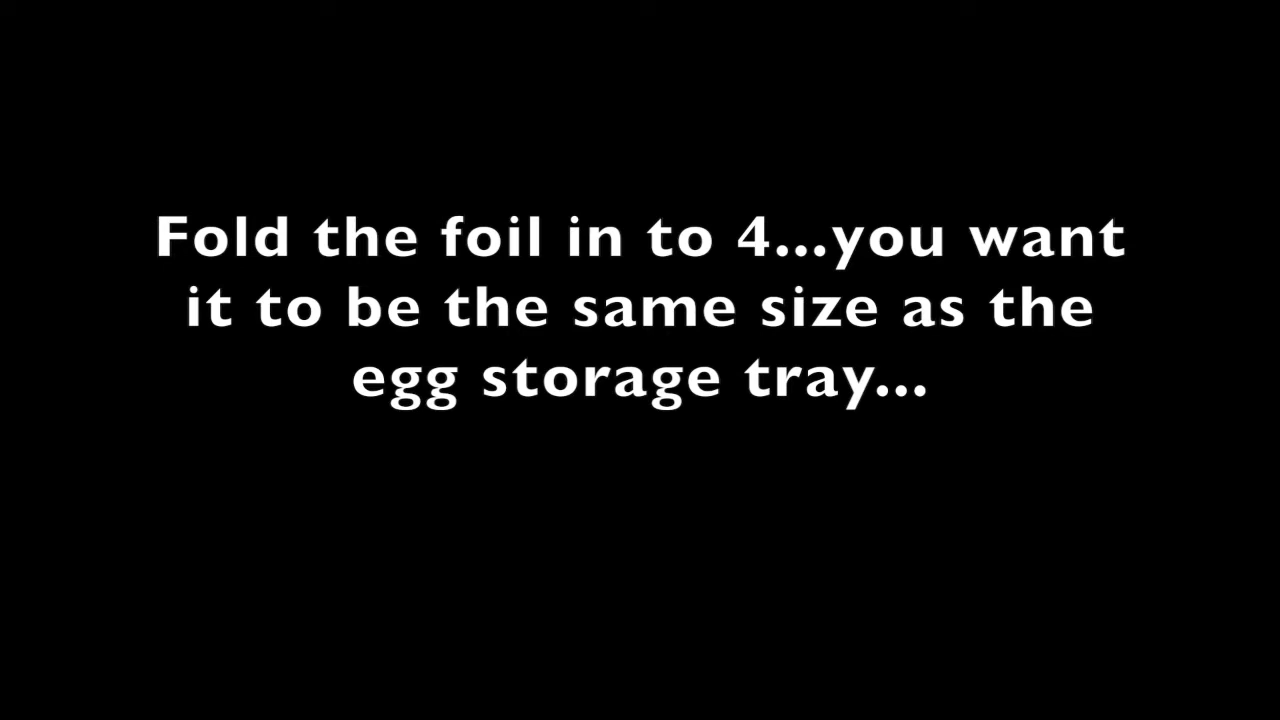 Fold the foil in to 4...you want
it to be the same size as the
egg storage tray...